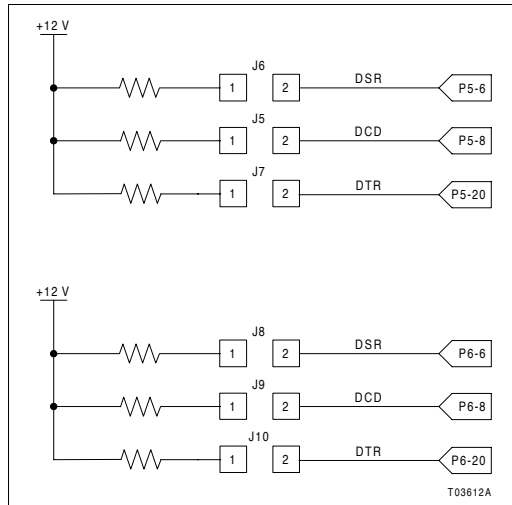 +12 V
J6
1 2 DSR P5-6
J5
1 2 DCD P5-8
J7
1 2 DTR P5-20
+12 V
J8
1 2 DSR P6-6
J9
1 2 DCD P6-8
J10
1 2 DTR P6-20
T03612A